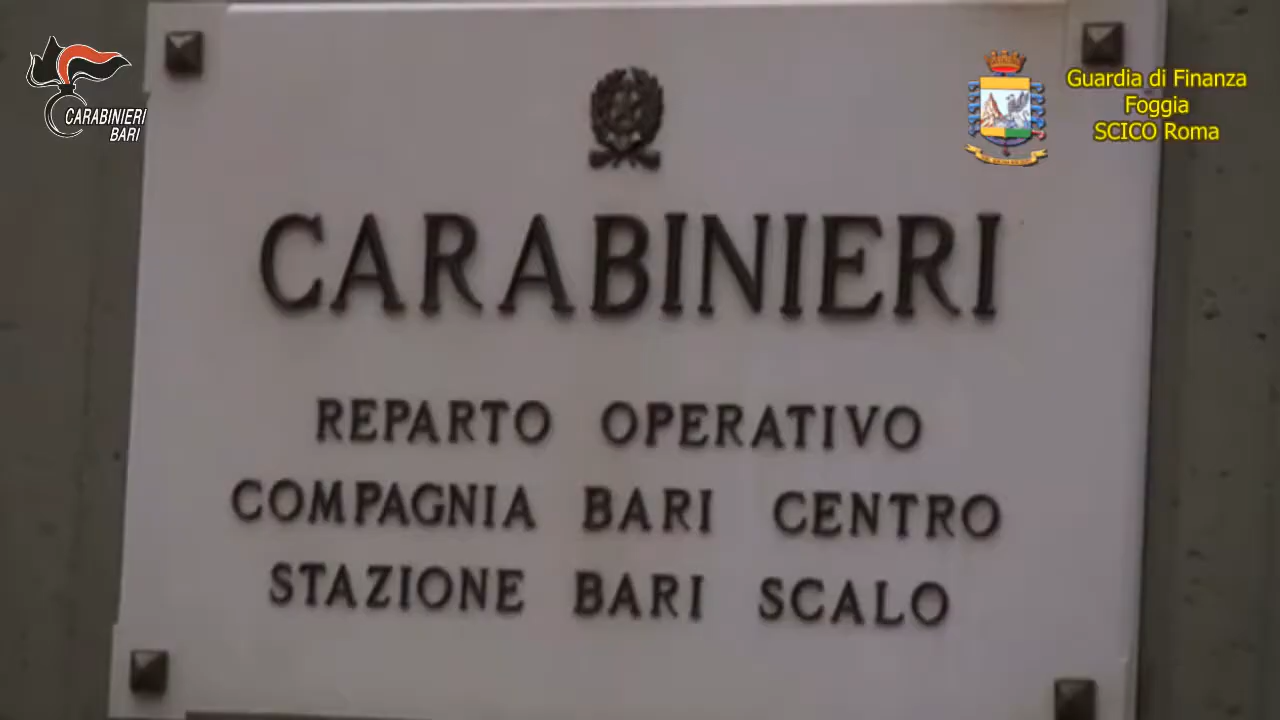 CARABINIERI
BARI
Guardia di Finanza
Foggia
SCICO Roma
CARABINIERI
REPARTO OPERATIVO
COMPAGNIA BARI CENTRO
STAZIONE BARI SCALO